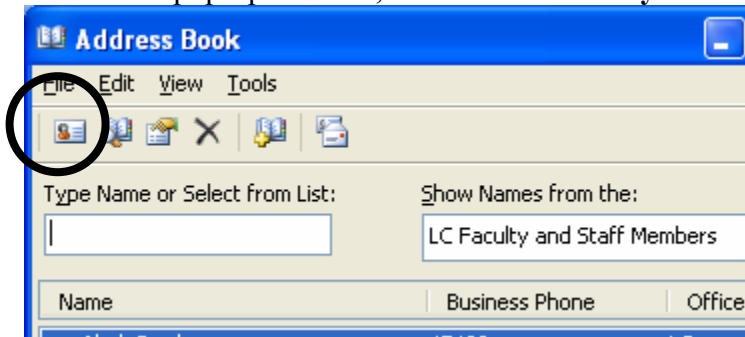 Address Book
File Edit View Tools
Type Name or Select from List: Show Names from the:
LC Faculty and Staff Members
Name Business Phone Office